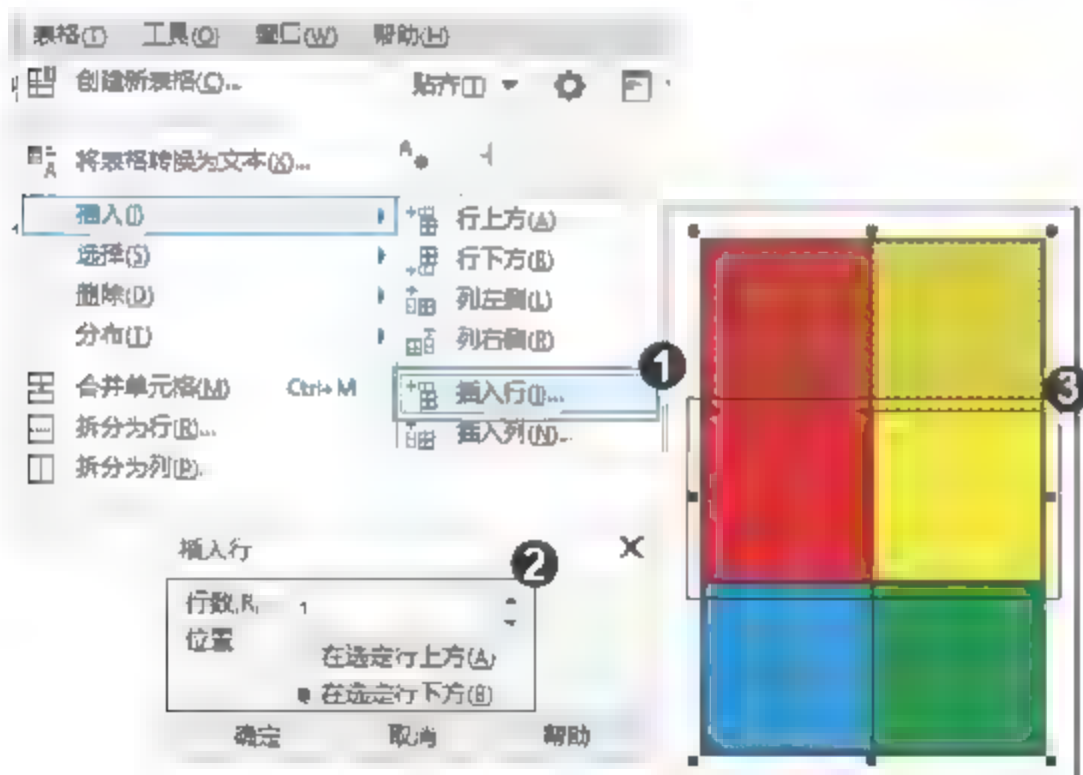 表格(T) 工具(O) 窗口(W) 帮助(H)
创建新表格(C)...
贴齐(T)
将表格转换为文本(X)...
插入(I)
行上方(A)
选择(S)
行下方(B)
删除(D)
列左侧(L)
分布(T)
列右侧(R)
合并单元格(M) Ctrl+M
插入行(I)...
1
3
拆分为行(R)...
插入列(N)...
拆分为列(P)...
插入行
2
行数(R) 1
位置
在选定行上方(A)
在选定行下方(B)
确定 取消 帮助